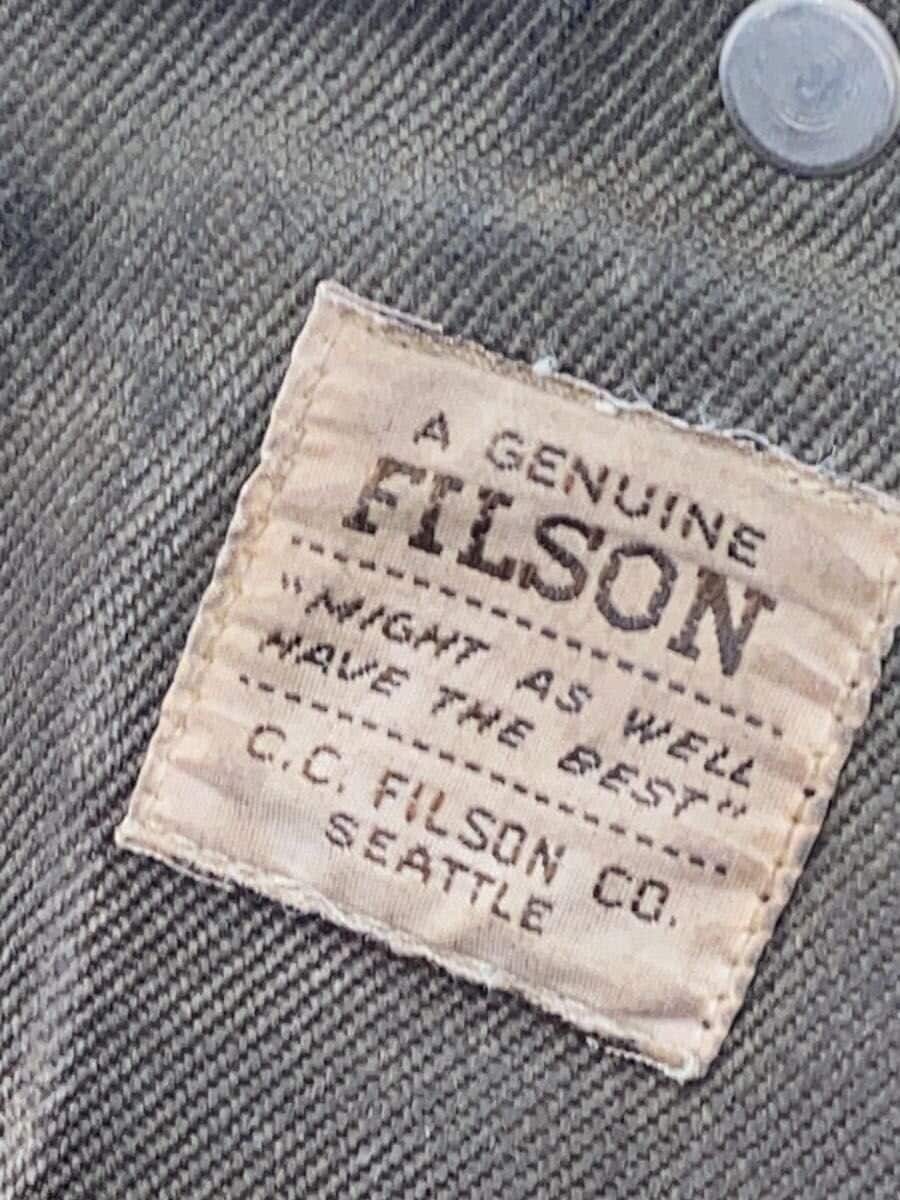 A GENUINE
FILSON
"MIGHT AS WELL
HAVE THE BEST"
C.C. FILSON CO.
SEATTLE